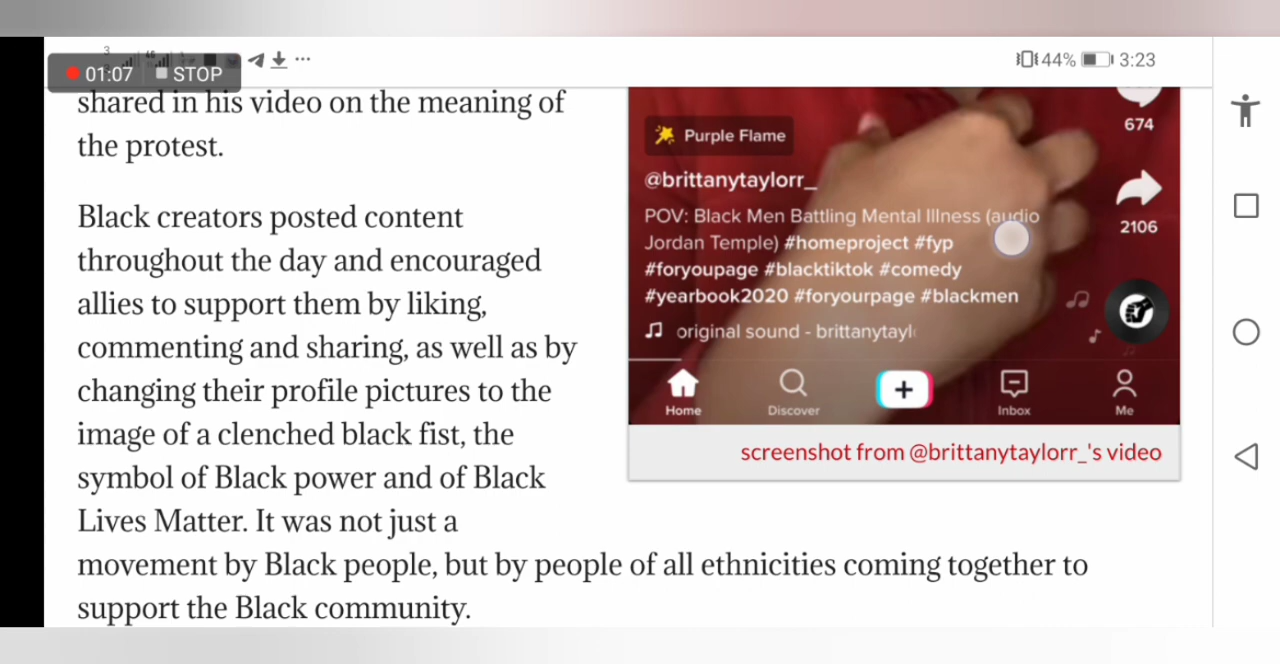 3
4G
01:07 STOP
44% 3:23
shared in his video on the meaning of
the protest.
Black creators posted content
throughout the day and encouraged
allies to support them by liking,
commenting and sharing, as well as by
changing their profile pictures to the
image of a clenched black fist, the
symbol of Black power and of Black
Lives Matter. It was not just a
movement by Black people, but by people of all ethnicities coming together to
support the Black community.
674
Purple Flame
@brittanytaylorr_
2106
POV: Black Men Battling Mental Illness (audio
Jordan Temple) #homeproject #fyp
#foryoupage #blacktiktok #comedy
#yearbook2020 #foryourpage #blackmen
original sound - brittanytayl
Home
Discover
Inbox
Me
screenshot from @brittanytaylorr_'s video